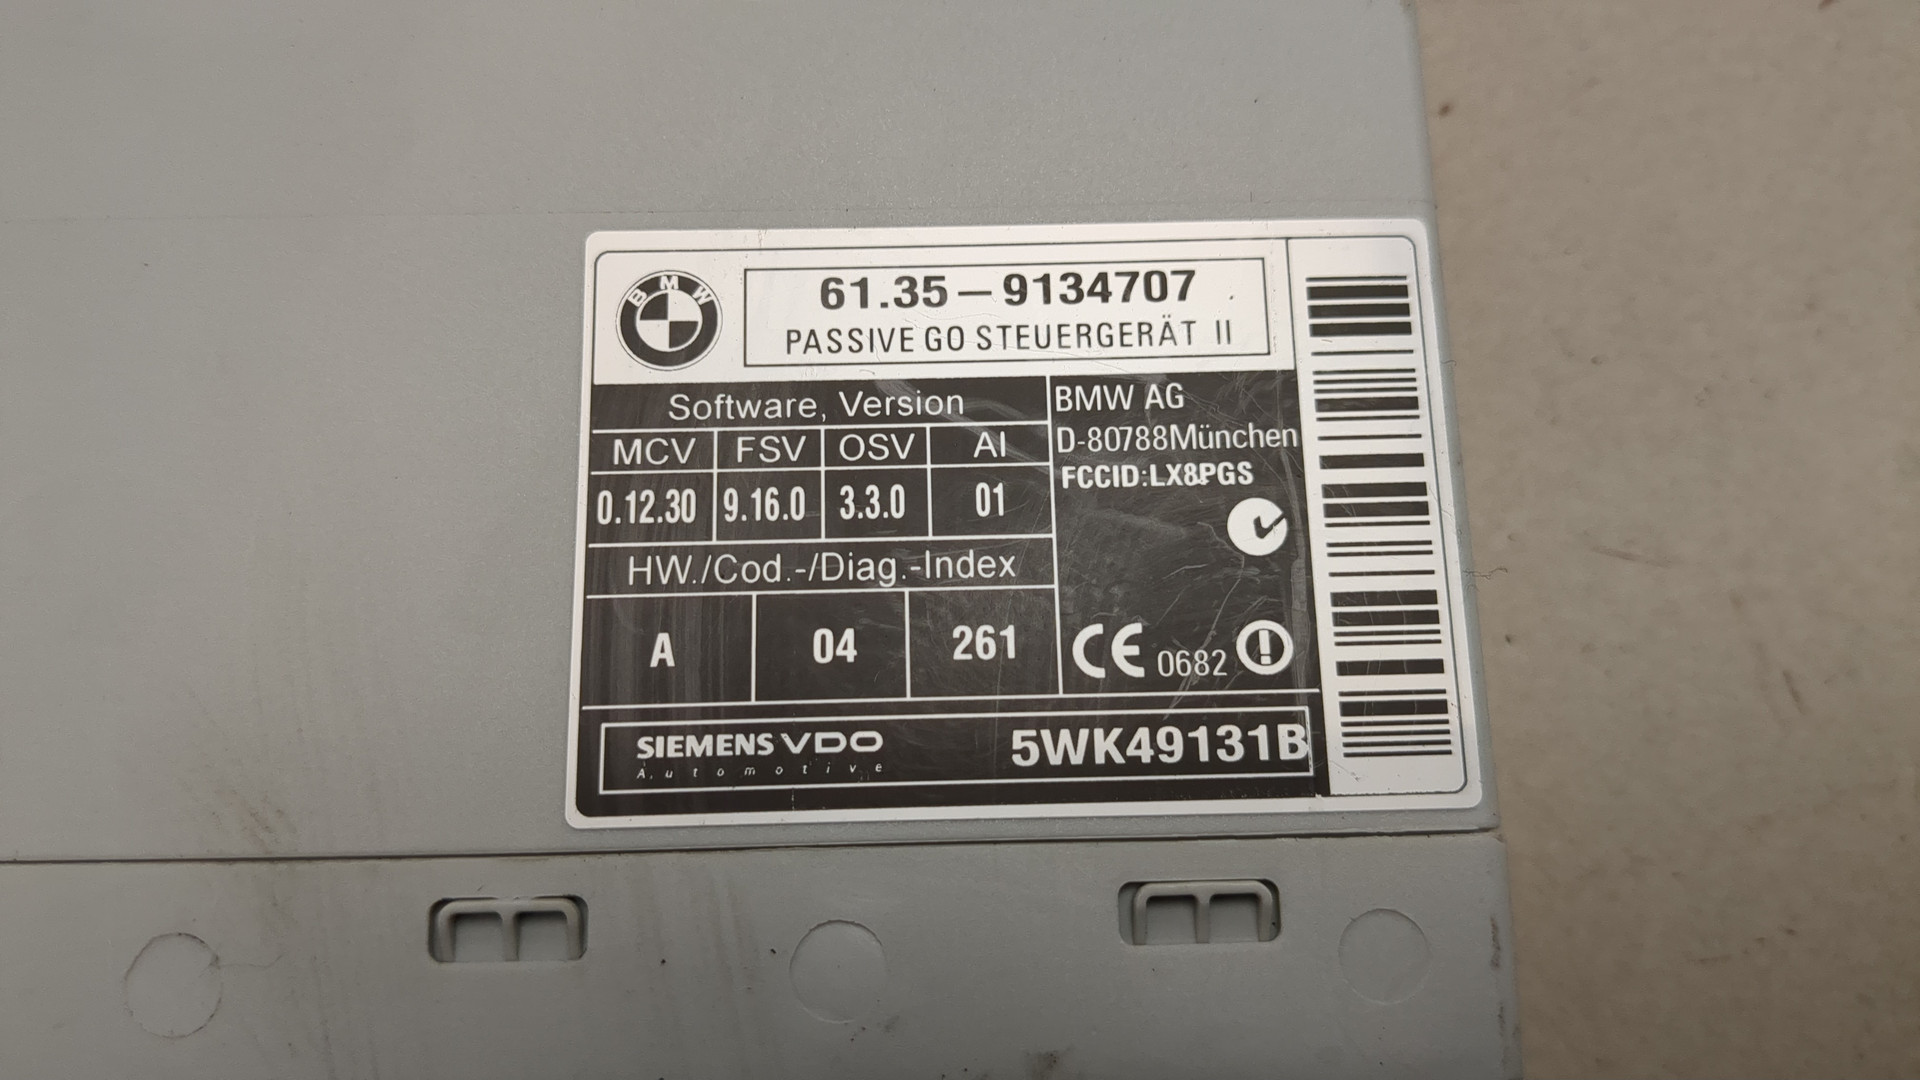 BMW
61.35-9134707
PASSIVE GO STEUERGERÄT II
Software, Version
MCV FSV OSV AI
0.12.30 9.16.0 3.3.0 01
HW./Cod.-/Diag.-Index
A 04 261
BMW AG
D-80788München
FCCID:LX8PGS
CE 0682
SIEMENS VDO
Automotive
5WK49131B